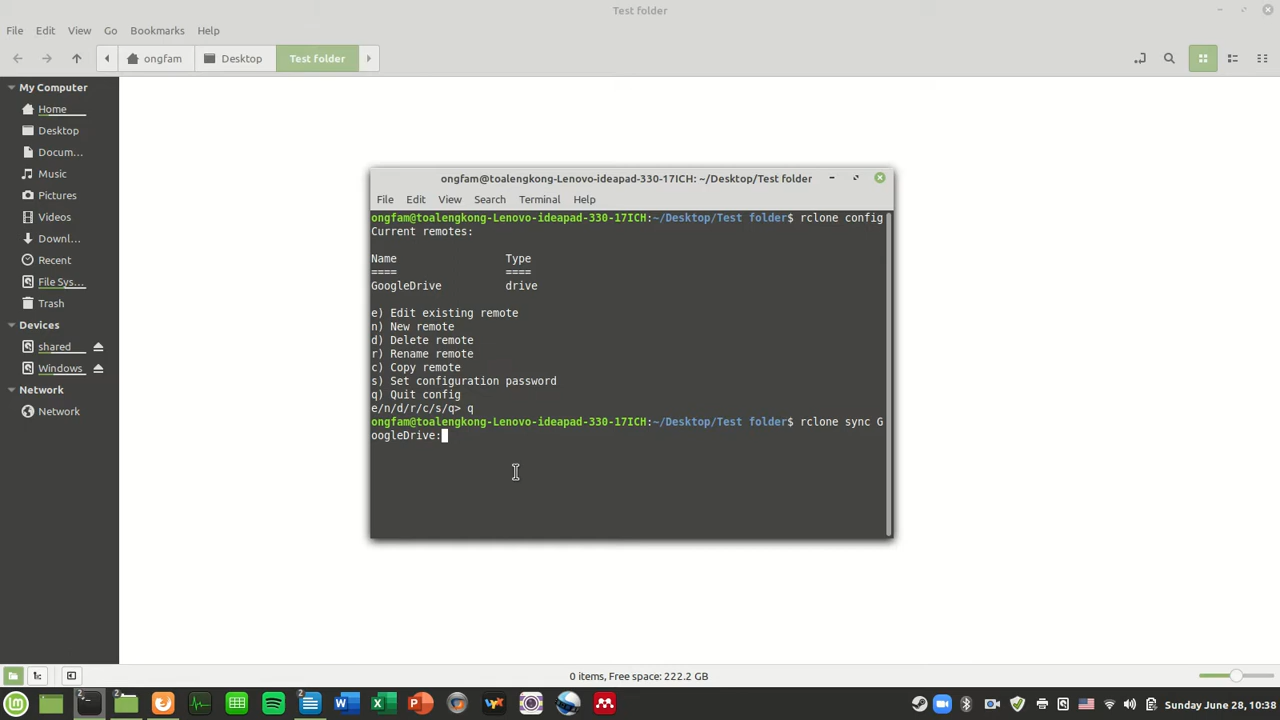 Test folder
File Edit View Go Bookmarks Help
ongfam Desktop Test folder
My Computer
Home
Desktop
Docum...
Music
Pictures
Videos
Downl...
Recent
File Sys...
Trash
Devices
shared
Windows
Network
Network
ongfam@toalengkong-Lenovo-ideapad-330-17ICH: ~/Desktop/Test folder
File Edit View Search Terminal Help
ongfam@toalengkong-Lenovo-ideapad-330-17ICH:~/Desktop/Test folder$ rclone config
Current remotes:
Name Type
==== ====
GoogleDrive drive
e) Edit existing remote
n) New remote
d) Delete remote
r) Rename remote
c) Copy remote
s) Set configuration password
q) Quit config
e/n/d/r/c/s/q> q
ongfam@toalengkong-Lenovo-ideapad-330-17ICH:~/Desktop/Test folder$ rclone sync G
oogleDrive:
0 items, Free space: 222.2 GB
Sunday June 28, 10:38